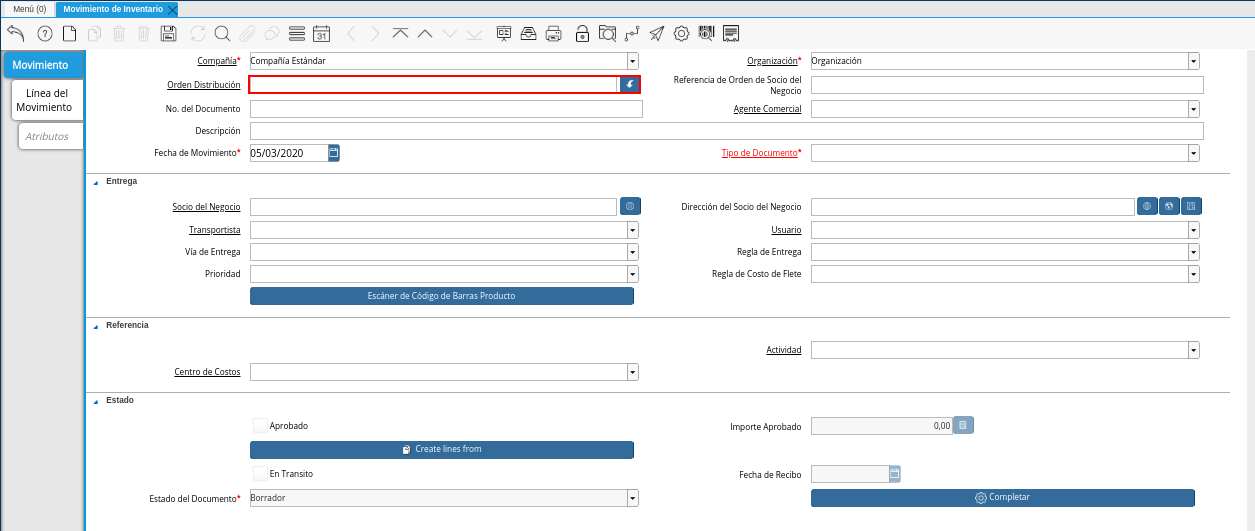 Menú (0)
Movimiento de Inventario
31
Movimiento
Línea del
Movimiento
Atributos
Compañía*
Compañía Estándar
Organización*
Organización
Orden Distribución
Referencia de Orden de Socio del
Negocio
No. del Documento
Agente Comercial
Descripción
Fecha de Movimiento*
05/03/2020
Tipo de Documento*
Entrega
Socio del Negocio
Dirección del Socio del Negocio
Transportista
Usuario
Vía de Entrega
Regla de Entrega
Prioridad
Regla de Costo de Flete
Escáner de Código de Barras Producto
Referencia
Actividad
Centro de Costos
Estado
Aprobado
Importe Aprobado
0,00
Create lines from
En Transito
Fecha de Recibo
Estado del Documento*
Borrador
Completar